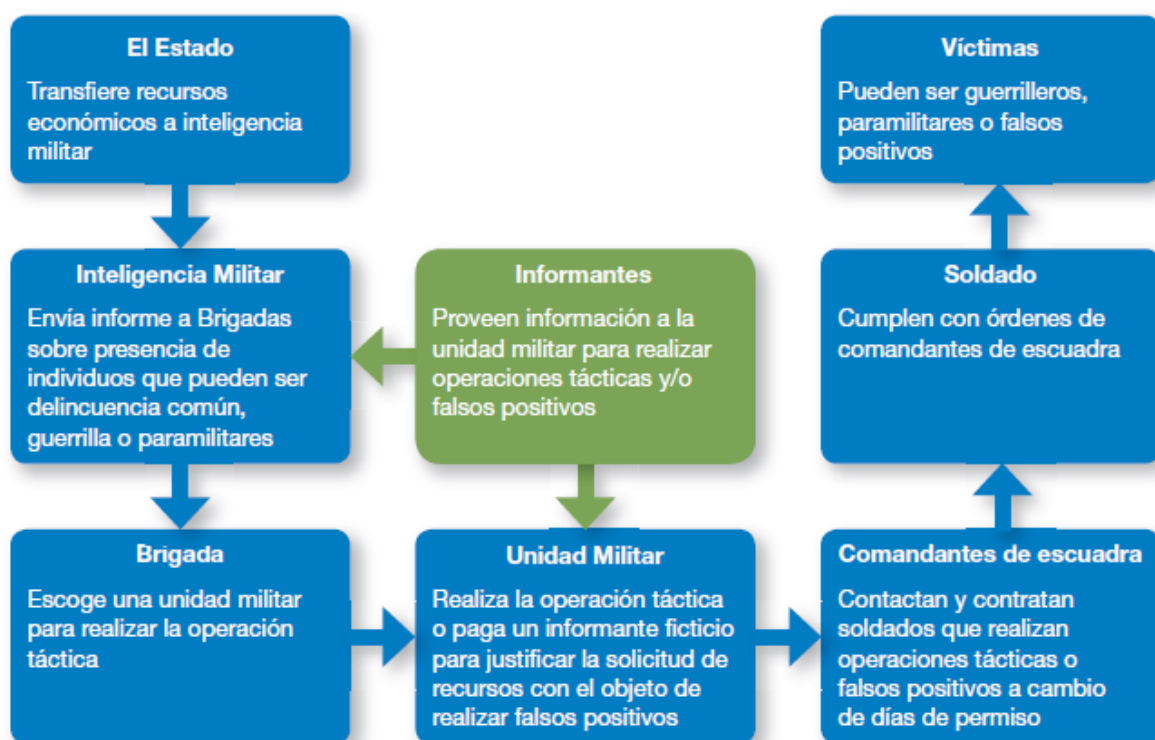 El Estado
Transfiere recursos
económicos a inteligencia
militar
Víctimas
Pueden ser guerrilleros,
paramilitares o falsos
positivos
Inteligencia Militar
Envía informe a Brigadas
sobre presencia de
individuos que pueden ser
delincuencia común,
guerrilla o paramilitares
Informantes
Proveen información a la
unidad militar para realizar
operaciones tácticas y/o
falsos positivos
Soldado
Cumplen con órdenes de
comandantes de escuadra
Brigada
Escoge una unidad militar
para realizar la operación
táctica
Unidad Militar
Realiza la operación táctica
o paga un informante ficticio
para justificar la solicitud de
recursos con el objeto de
realizar falsos positivos
Comandantes de escuadra
Contactan y contratan
soldados que realizan
operaciones tácticas o
falsos positivos a cambio
de días de permiso